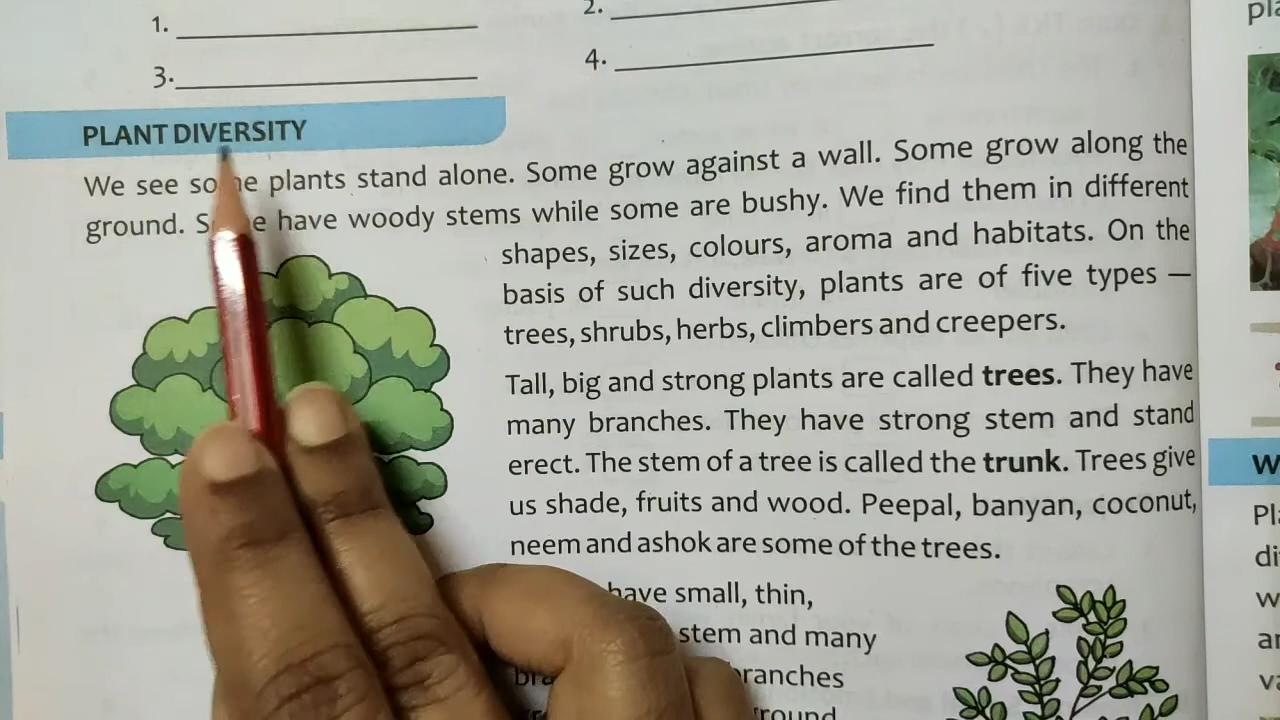 1.
2.
3.
4.
PLANT DIVERSITY
We see some plants stand alone. Some grow against a wall. Some grow along the
ground. Some have woody stems while some are bushy. We find them in different
shapes, sizes, colours, aroma and habitats. On the
basis of such diversity, plants are of five types —
trees, shrubs, herbs, climbers and creepers.
Tall, big and strong plants are called trees. They have
many branches. They have strong stem and stand
erect. The stem of a tree is called the trunk. Trees give
us shade, fruits and wood. Peepal, banyan, coconut,
neem and ashok are some of the trees.
have small, thin,
stem and many
branches